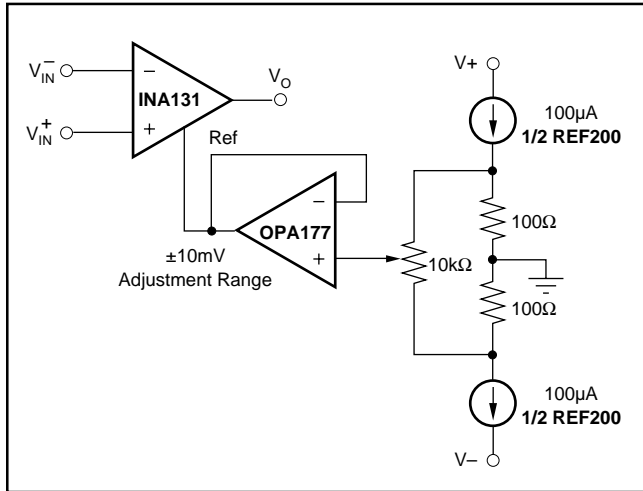 V−IN
V+IN
−
INA131
+
VO
Ref
−
OPA177
+
±10mV
Adjustment Range
10kΩ
V+
100µA
1/2 REF200
100Ω
100Ω
100µA
1/2 REF200
V–